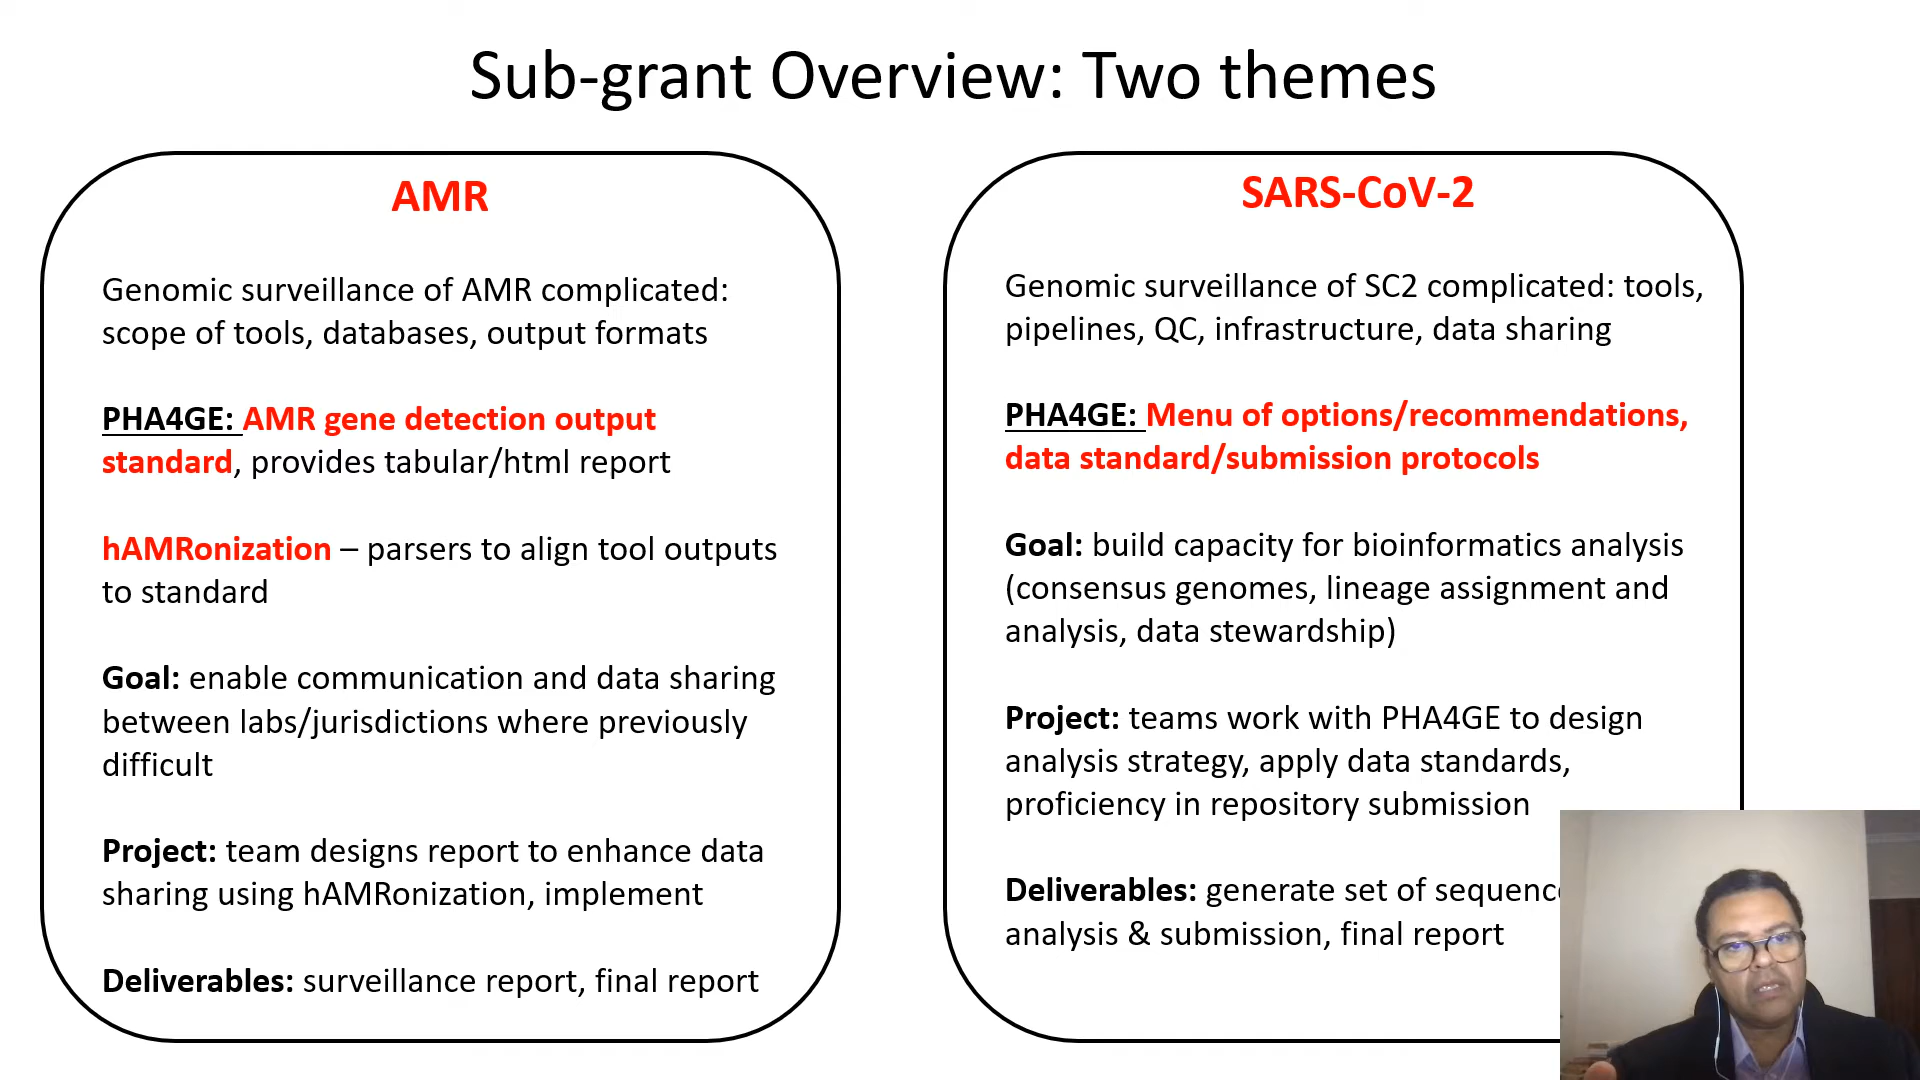 Sub-grant Overview: Two themes
AMR
Genomic surveillance of AMR complicated:
scope of tools, databases, output formats
PHA4GE: AMR gene detection output
standard, provides tabular/html report
hAMRonization – parsers to align tool outputs
to standard
Goal: enable communication and data sharing
between labs/jurisdictions where previously
difficult
Project: team designs report to enhance data
sharing using hAMRonization, implement
Deliverables: surveillance report, final report
SARS-CoV-2
Genomic surveillance of SC2 complicated: tools,
pipelines, QC, infrastructure, data sharing
PHA4GE: Menu of options/recommendations,
data standard/submission protocols
Goal: build capacity for bioinformatics analysis
(consensus genomes, lineage assignment and
analysis, data stewardship)
Project: teams work with PHA4GE to design
analysis strategy, apply data standards,
proficiency in repository submission
Deliverables: generate set of
analysis & submission, final report